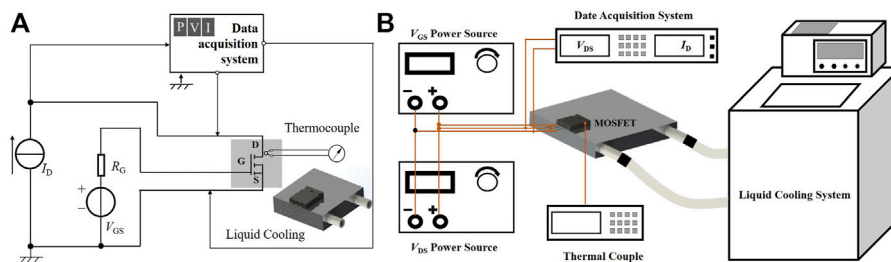 A
P V I
Data
acquisition
system
Thermocouple
D
G
S
I_D
R_G
+
−
V_GS
Liquid Cooling
B
V_GS Power Source
− +
V_DS Power Source
Date Acquisition System
V_DS
I_D
MOSFET
Thermal Couple
Liquid Cooling System